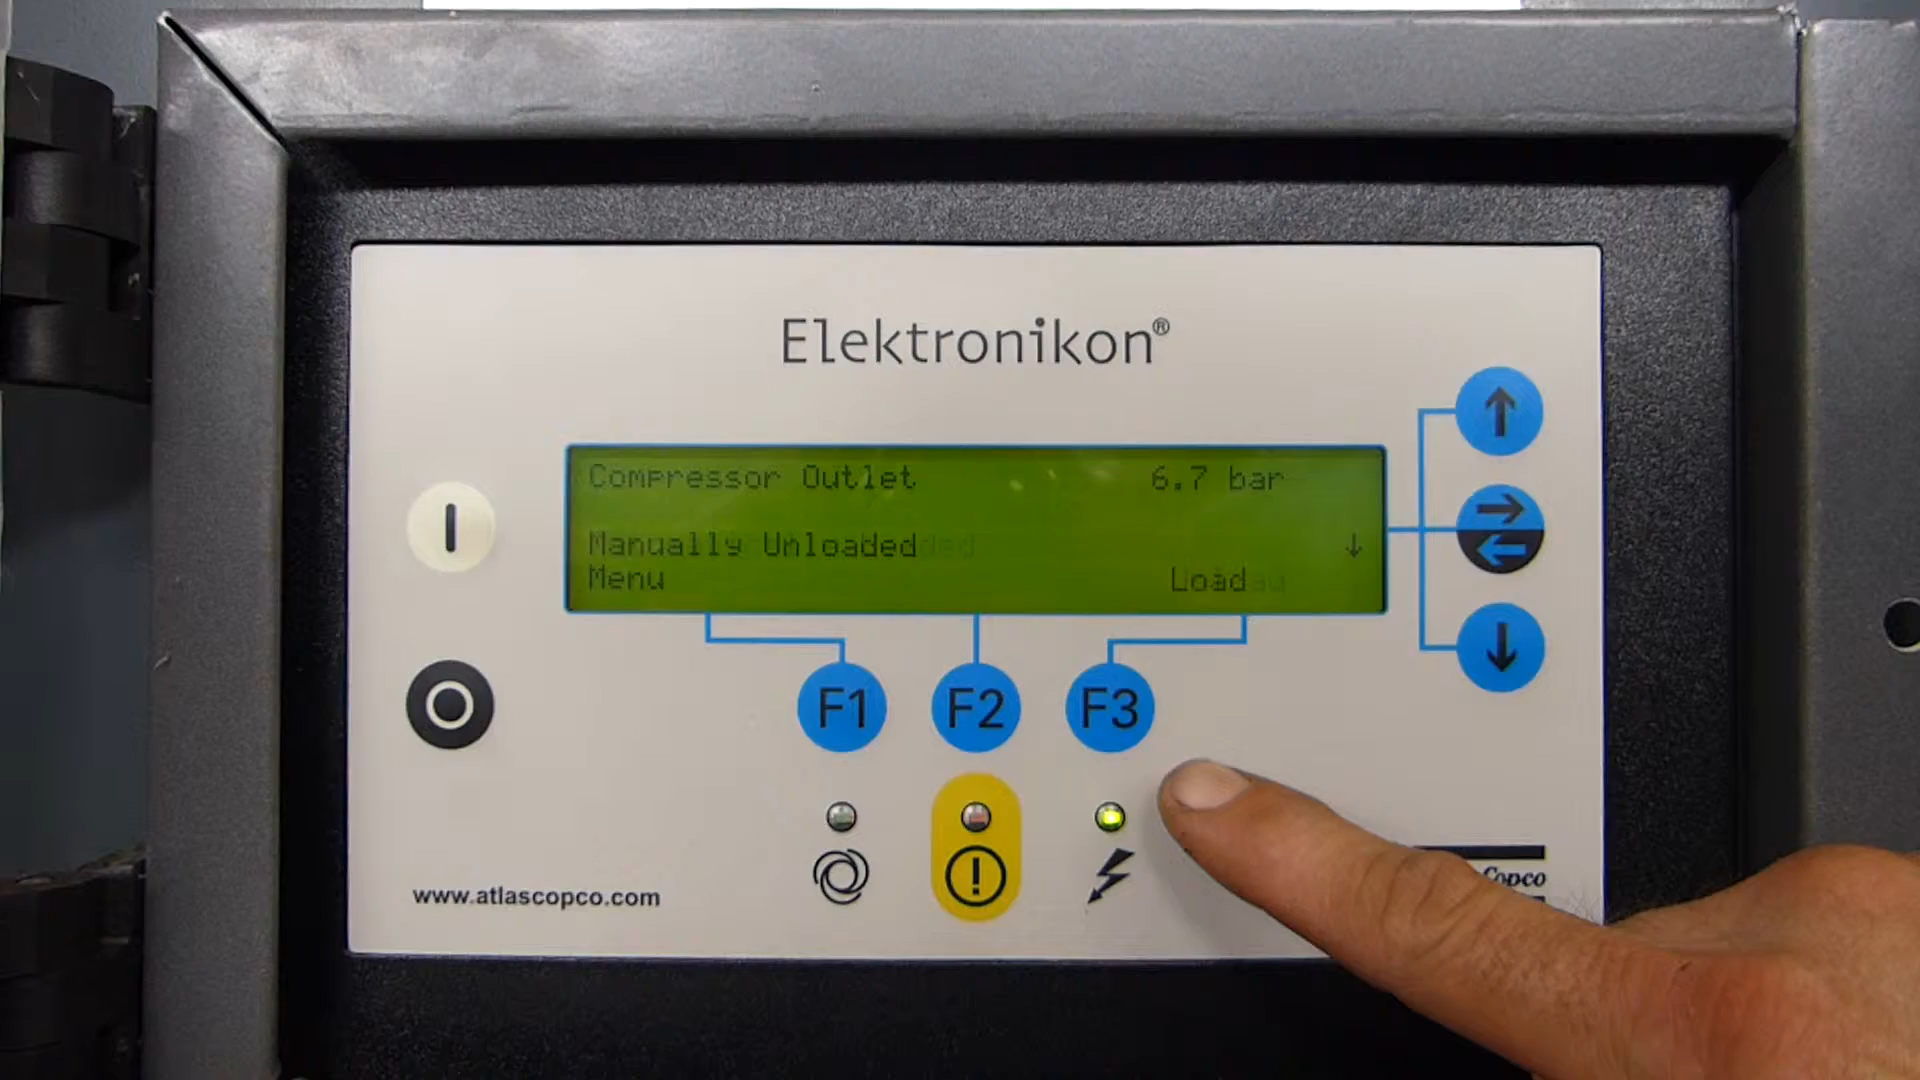 Elektronikon®
Compressor Outlet 6.7 bar
Manually Unloaded ↓
Menu Load
F1 F2 F3
www.atlascopco.com
Copco